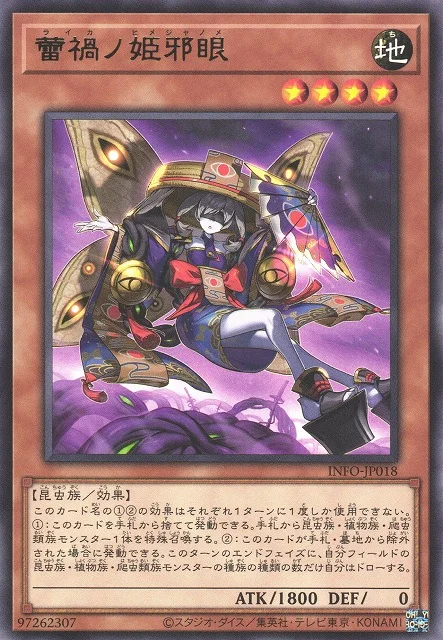 ライカ ヒメジャノメ
蕾禍ノ姫邪眼
ち
地
INFO-JP018
【昆虫族/効果】
このカード名の①②の効果はそれぞれ1ターンに1度しか使用できない。
①:このカードを手札から捨てて発動できる。手札から昆虫族・植物族・爬
虫類族モンスター1体を特殊召喚する。②:このカードが手札・墓地から除外
された場合に発動できる。このターンのエンドフェイズに、自分フィールドの
昆虫族・植物族・爬虫類族モンスターの種族の種類の数だけ自分はドローする。
ATK/1800 DEF/ 0
97262307
©スタジオ・ダイス/集英社・テレビ東京・KONAMI